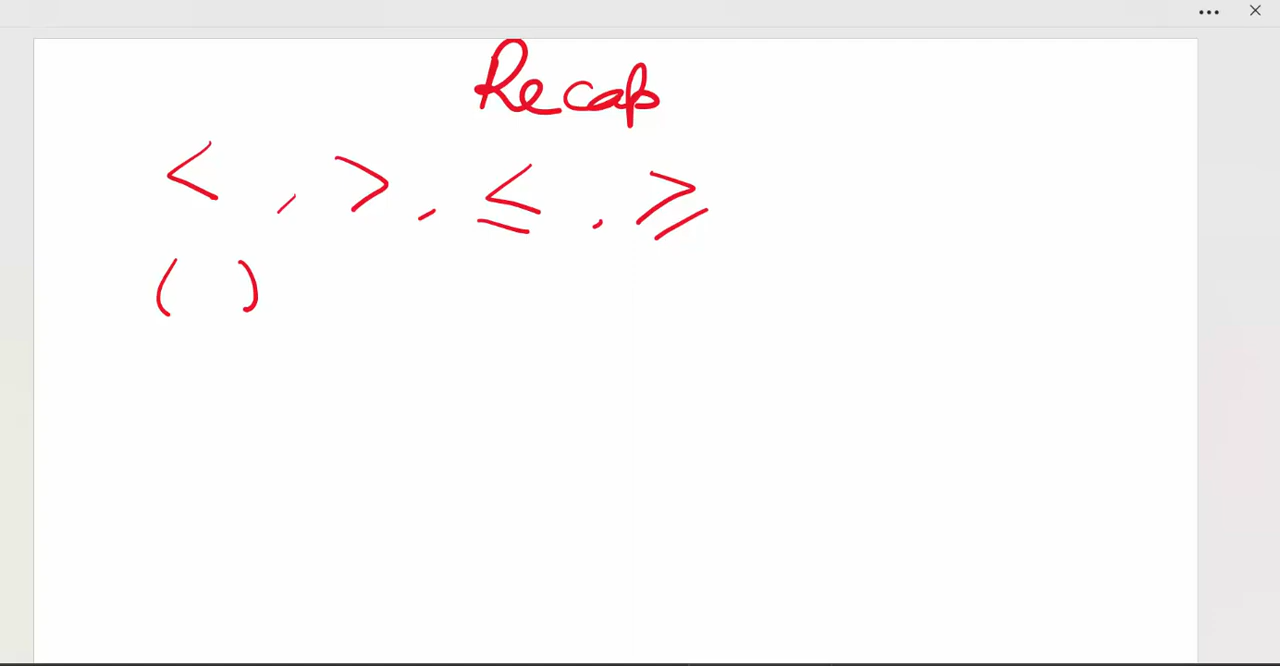 Recap
< , > , ≤ , ≥
( )